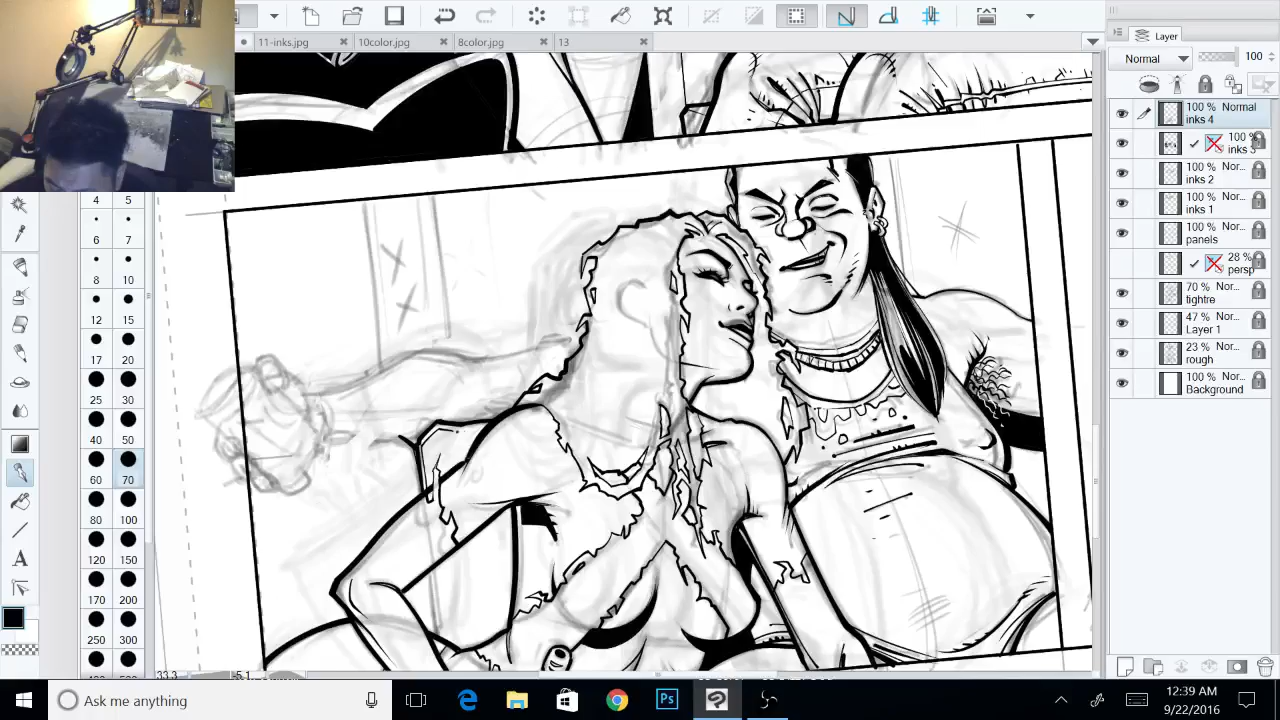 11-inks.jpg
10color.jpg
8color.jpg
13
Layer
Normal
100
100 % Normal
inks 4
100 %
inks
100 % Nor...
inks 2
100 % Nor...
inks 1
100 % Nor...
panels
28 %
persp
70 % Nor...
tightre
47 % Nor...
Layer 1
23 % Nor...
rough
100 % Nor...
Background
4 5
6 7
8 10
12 15
17 20
25 30
40 50
60 70
80 100
120 150
170 200
250 300
A
33.3
-5.1
Ask me anything
Ps
12:39 AM
9/22/2016